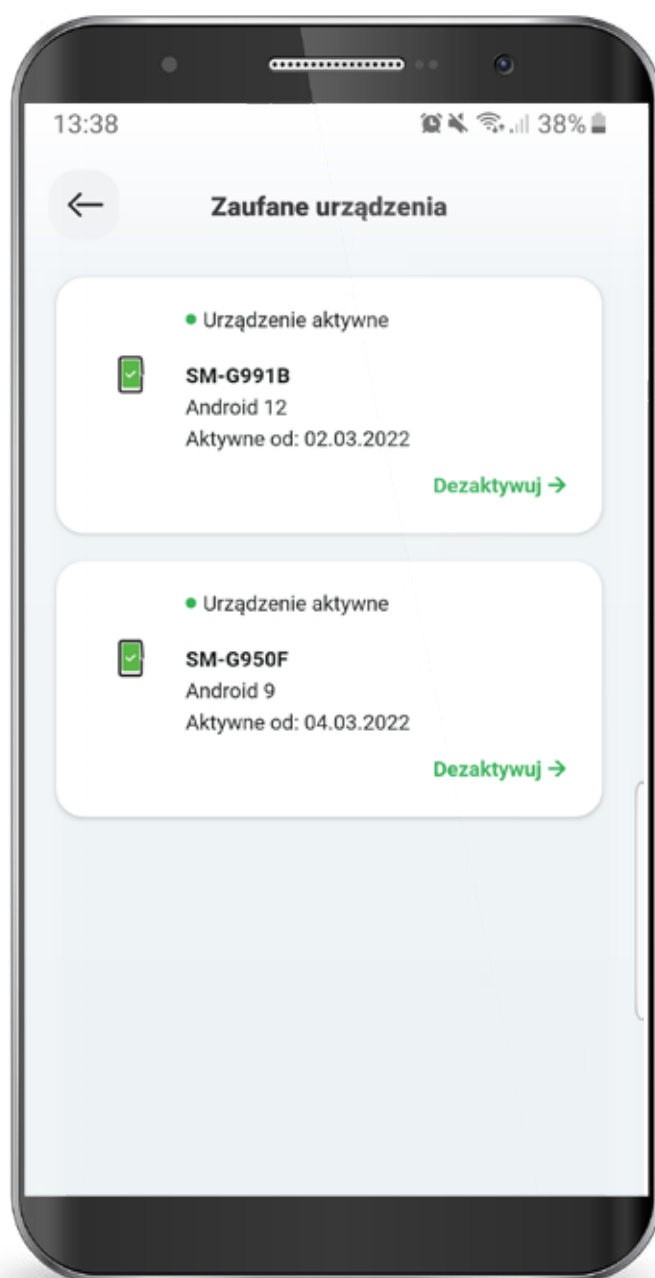 13:38 38%
Zaufane urządzenia
Urządzenie aktywne
SM-G991B
Android 12
Aktywne od: 02.03.2022
Dezaktywuj →
Urządzenie aktywne
SM-G950F
Android 9
Aktywne od: 04.03.2022
Dezaktywuj →